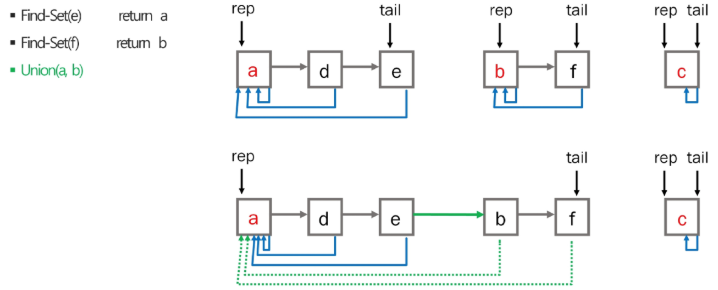 ▪ Find-Set(e) return a
▪ Find-Set(f) return b
▪ Union(a, b)
rep tail rep tail rep tail
a d e b f c
rep tail rep tail
a d e b f c